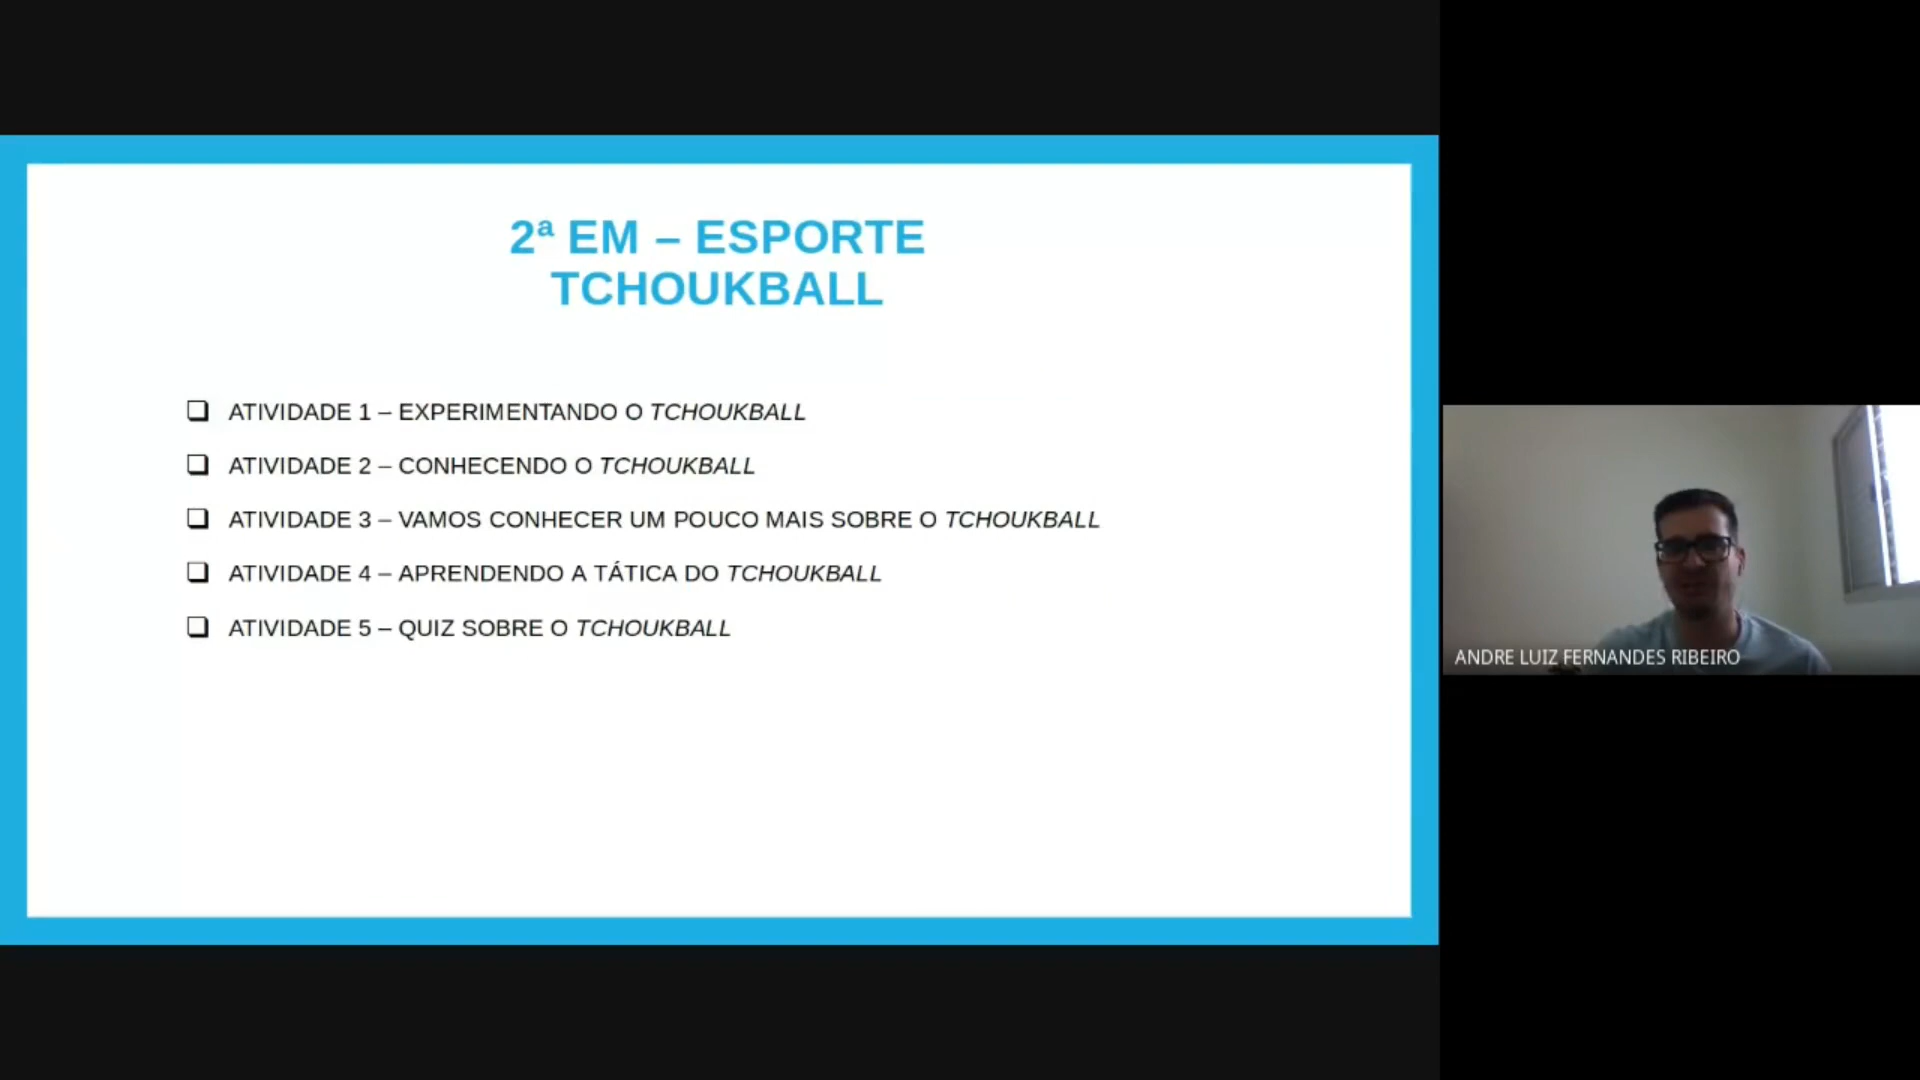 2ª EM – ESPORTE
TCHOUKBALL
ATIVIDADE 1 – EXPERIMENTANDO O TCHOUKBALL
ATIVIDADE 2 – CONHECENDO O TCHOUKBALL
ATIVIDADE 3 – VAMOS CONHECER UM POUCO MAIS SOBRE O TCHOUKBALL
ATIVIDADE 4 – APRENDENDO A TÁTICA DO TCHOUKBALL
ATIVIDADE 5 – QUIZ SOBRE O TCHOUKBALL
ANDRE LUIZ FERNANDES RIBEIRO